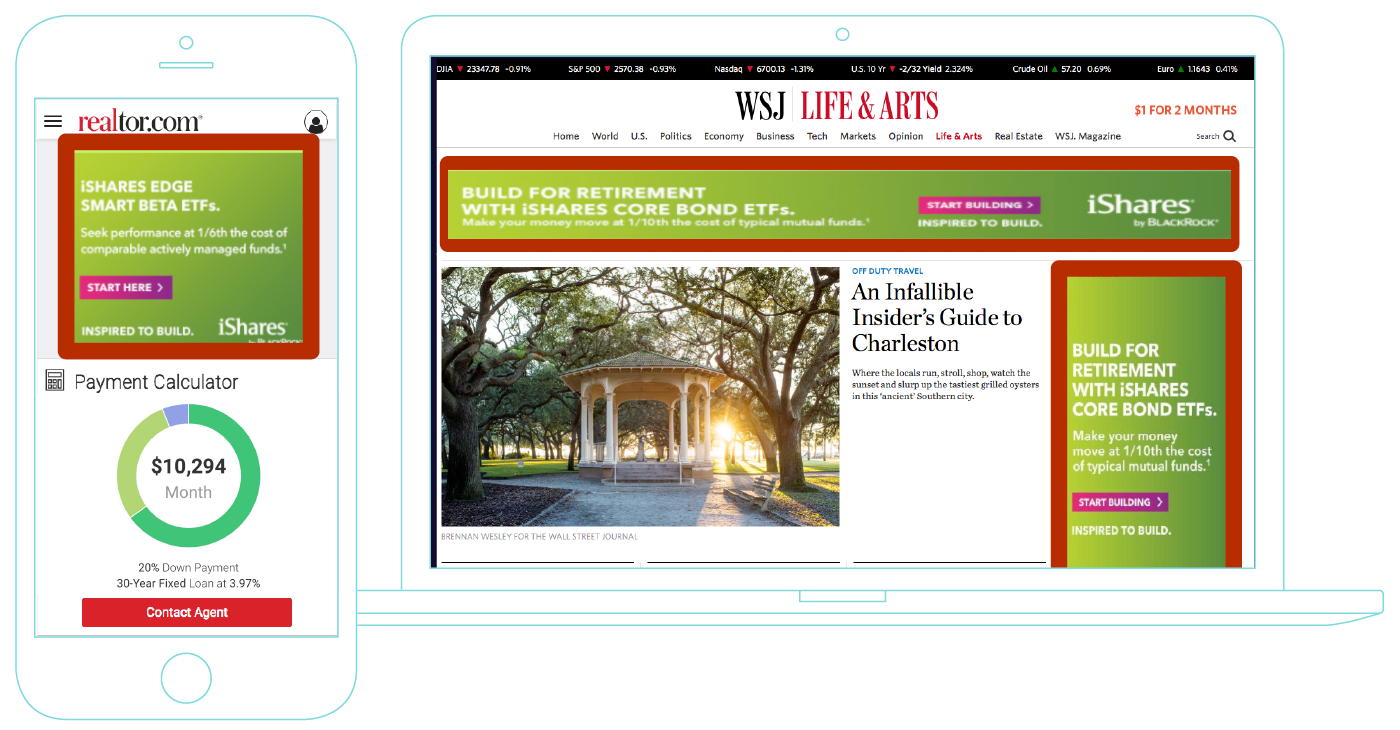 realtor.com®
iSHARES EDGE
SMART BETA ETFs.
Seek performance at 1/6th the cost of
comparable actively managed funds.¹
START HERE >
INSPIRED TO BUILD.
iShares®
by BLACKROCK
Payment Calculator
$10,294
Month
20% Down Payment
30-Year Fixed Loan at 3.97%
Contact Agent
DJIA ▼ 23347.78 -0.91% S&P 500 ▼ 2570.38 -0.93% Nasdaq ▼ 6700.13 -1.31% U.S. 10 Yr ▼ -2/32 Yield 2.324% Crude Oil ▲ 57.20 0.69% Euro ▲ 1.1643 0.41%
WSJ LIFE & ARTS
$1 FOR 2 MONTHS
Home World U.S. Politics Economy Business Tech Markets Opinion Life & Arts Real Estate WSJ. Magazine Search
BUILD FOR RETIREMENT
WITH iSHARES CORE BOND ETFs.
Make your money move at 1/10th the cost of typical mutual funds.¹
START BUILDING >
INSPIRED TO BUILD.
iShares®
by BLACKROCK®
OFF DUTY TRAVEL
An Infallible
Insider's Guide to
Charleston
Where the locals run, stroll, shop, watch the
sunset and slurp up the tastiest grilled oysters
in this 'ancient' Southern city.
BRENNAN WESLEY FOR THE WALL STREET JOURNAL
BUILD FOR
RETIREMENT
WITH iSHARES
CORE BOND ETFs.
Make your money
move at 1/10th the cost
of typical mutual funds.¹
START BUILDING >
INSPIRED TO BUILD.